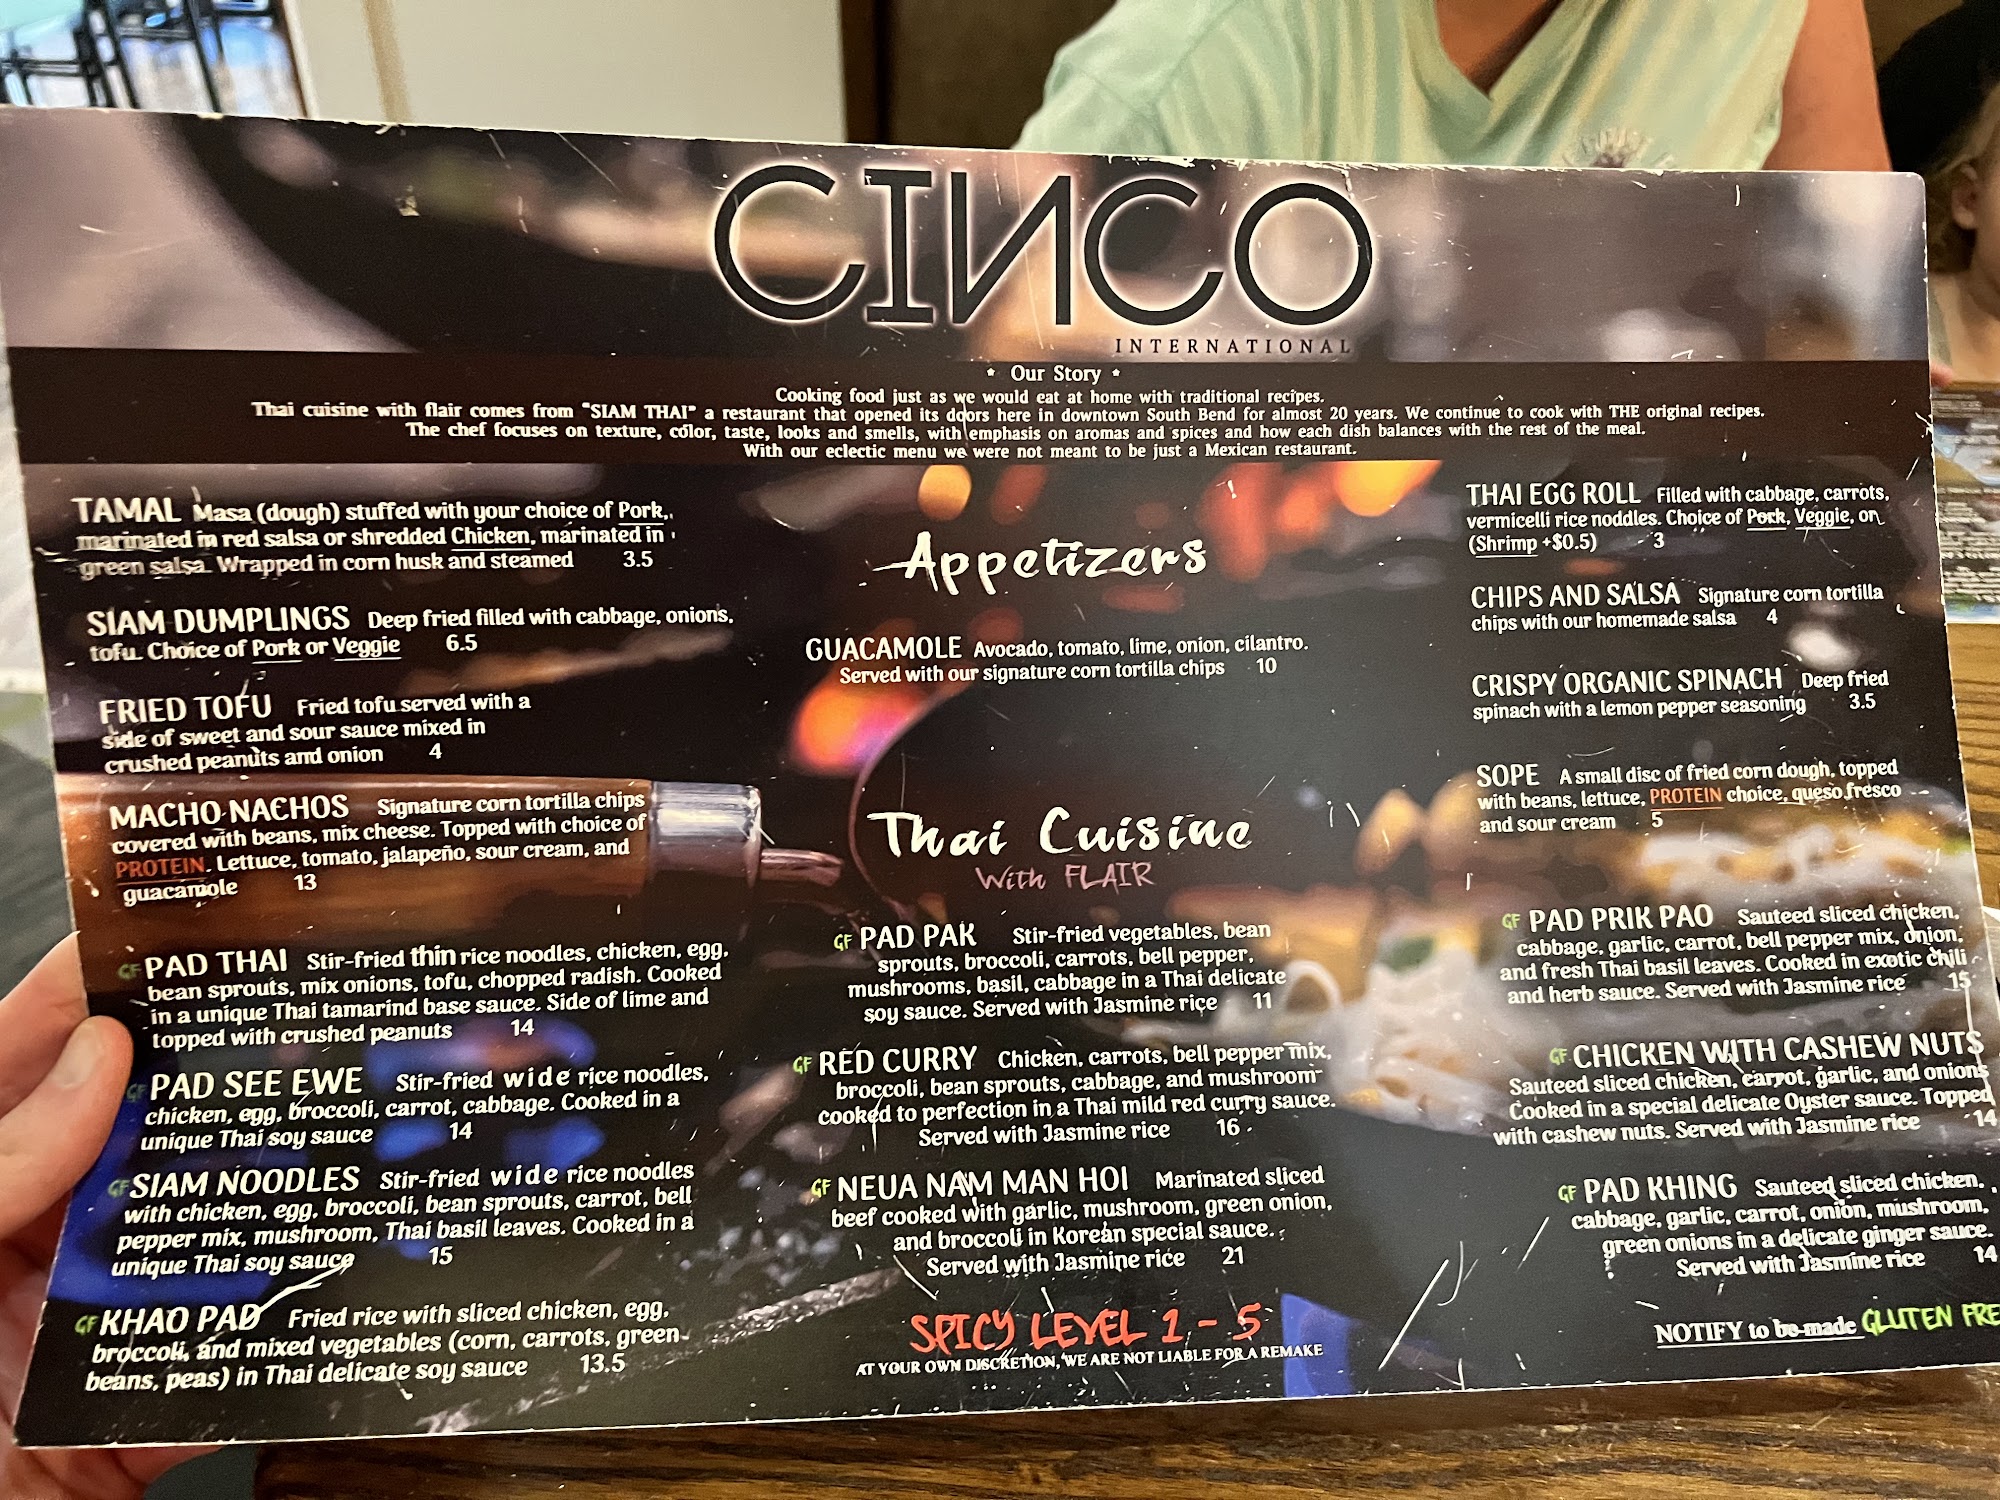 CINCO
INTERNATIONAL
* Our Story *
Cooking food just as we would eat at home with traditional recipes.
Thai cuisine with flair comes from "SIAM THAI" a restaurant that opened its doors here in downtown South Bend for almost 20 years. We continue to cook with THE original recipes.
The chef focuses on texture, color, taste, looks and smells, with emphasis on aromas and spices and how each dish balances with the rest of the meal.
With our eclectic menu we were not meant to be just a Mexican restaurant.
TAMAL Masa (dough) stuffed with your choice of Pork,
marinated in red salsa or shredded Chicken, marinated in
green salsa. Wrapped in corn husk and steamed 3.5
SIAM DUMPLINGS Deep fried filled with cabbage, onions,
tofu. Choice of Pork or Veggie 6.5
FRIED TOFU Fried tofu served with a
side of sweet and sour sauce mixed in
crushed peanuts and onion 4
MACHO NACHOS Signature corn tortilla chips
covered with beans, mix cheese. Topped with choice of
PROTEIN. Lettuce, tomato, jalapeño, sour cream, and
guacamole 13
Appetizers
GUACAMOLE Avocado, tomato, lime, onion, cilantro.
Served with our signature corn tortilla chips 10
THAI EGG ROLL Filled with cabbage, carrots,
vermicelli rice noddles. Choice of Pork, Veggie, or
(Shrimp +$0.5) 3
CHIPS AND SALSA Signature corn tortilla
chips with our homemade salsa 4
CRISPY ORGANIC SPINACH Deep fried
spinach with a lemon pepper seasoning 3.5
SOPE A small disc of fried corn dough, topped
with beans, lettuce, PROTEIN choice, queso fresco
and sour cream 5
Thai Cuisine
With FLAIR
GF PAD THAI Stir-fried thin rice noodles, chicken, egg,
bean sprouts, mix onions, tofu, chopped radish. Cooked
in a unique Thai tamarind base sauce. Side of lime and
topped with crushed peanuts 14
GF PAD SEE EWE Stir-fried wide rice noodles,
chicken, egg, broccoli, carrot, cabbage. Cooked in a
unique Thai soy sauce 14
GF SIAM NOODLES Stir-fried wide rice noodles
with chicken, egg, broccoli, bean sprouts, carrot, bell
pepper mix, mushroom, Thai basil leaves. Cooked in a
unique Thai soy sauce 15
GF KHAO PAD Fried rice with sliced chicken, egg,
broccoli, and mixed vegetables (corn, carrots, green
beans, peas) in Thai delicate soy sauce 13.5
GF PAD PAK Stir-fried vegetables, bean
sprouts, broccoli, carrots, bell pepper,
mushrooms, basil, cabbage in a Thai delicate
soy sauce. Served with Jasmine rice 11
GF RED CURRY Chicken, carrots, bell pepper mix,
broccoli, bean sprouts, cabbage, and mushroom
cooked to perfection in a Thai mild red curry sauce.
Served with Jasmine rice 16
GF NEUA NAM MAN HOI Marinated sliced
beef cooked with garlic, mushroom, green onion,
and broccoli in Korean special sauce.
Served with Jasmine rice 21
SPICY LEVEL 1 - 5
AT YOUR OWN DISCRETION, WE ARE NOT LIABLE FOR A REMAKE
GF PAD PRIK PAO Sauteed sliced chicken,
cabbage, garlic, carrot, bell pepper mix, onion,
and fresh Thai basil leaves. Cooked in exotic chili
and herb sauce. Served with Jasmine rice 15
GF CHICKEN WITH CASHEW NUTS
Sauteed sliced chicken, carrot, garlic, and onions
Cooked in a special delicate Oyster sauce. Topped
with cashew nuts. Served with Jasmine rice 14
GF PAD KHING Sauteed sliced chicken,
cabbage, garlic, carrot, onion, mushroom,
green onions in a delicate ginger sauce.
Served with Jasmine rice 14
NOTIFY to be made GLUTEN FRE